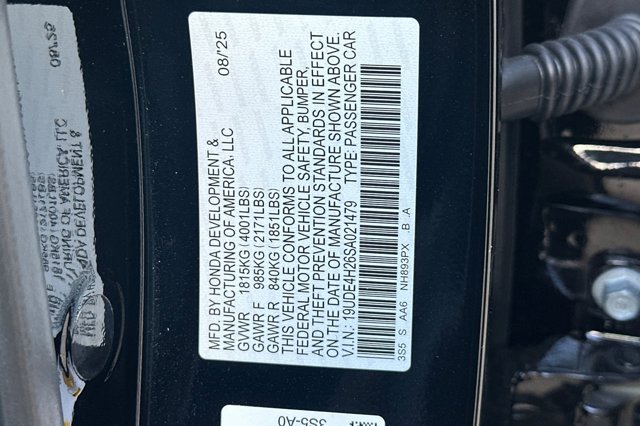 MFD. BY HONDA DEVELOPMENT & 08/25
MANUFACTURING OF AMERICA, LLC
GVWR 1815KG(4001LBS)
GAWR F 985KG(2171LBS)
GAWR R 840KG(1851LBS)
THIS VEHICLE CONFORMS TO ALL APPLICABLE
FEDERAL MOTOR VEHICLE SAFETY, BUMPER,
AND THEFT PREVENTION STANDARDS IN EFFECT
ON THE DATE OF MANUFACTURE SHOWN ABOVE.
V.I.N.: 19UDE4H26SA021479 TYPE: PASSENGER CAR
3S5 S AA6 NH893PX .B .A
3S5-A0